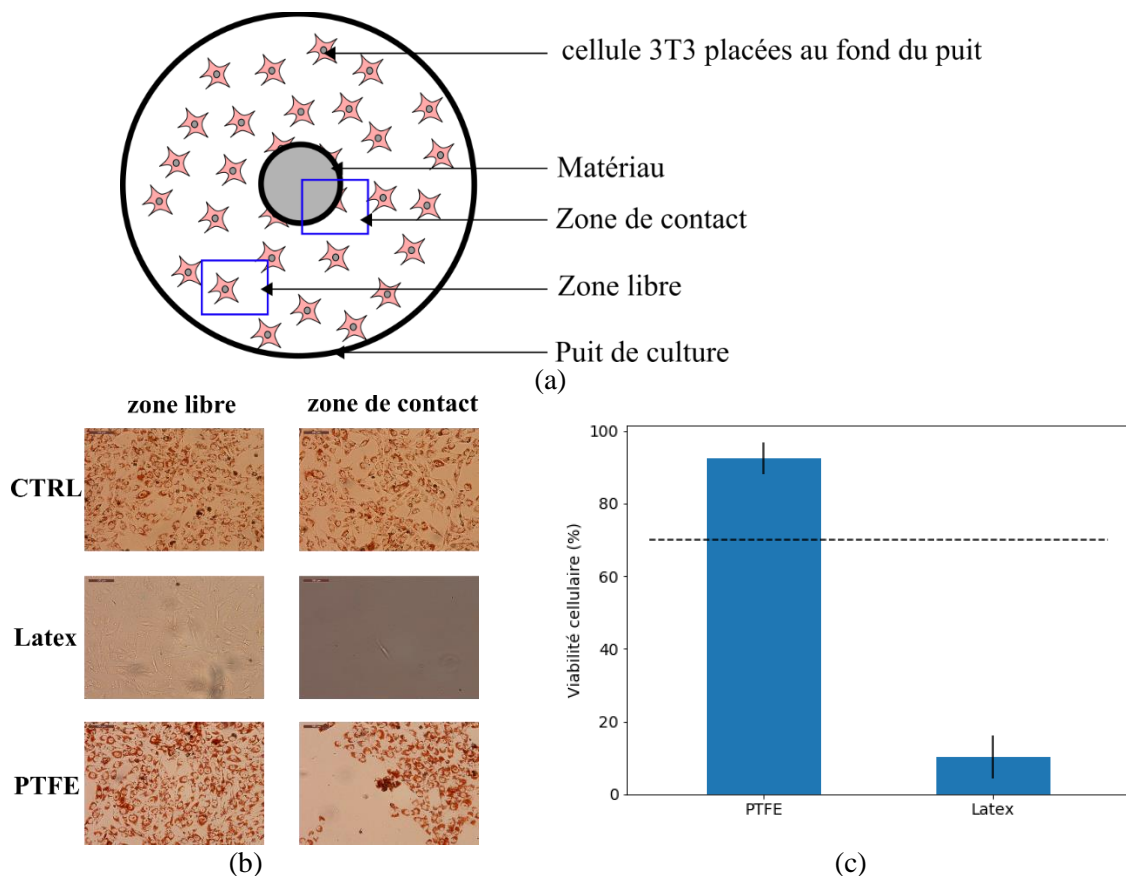 cellule 3T3 placées au fond du puit
Matériau
Zone de contact
Zone libre
Puit de culture
(a)
zone libre
zone de contact
CTRL
Latex
PTFE
(b)
100
80
60
40
20
0
Viabilité cellulaire (%)
PTFE
Latex
(c)